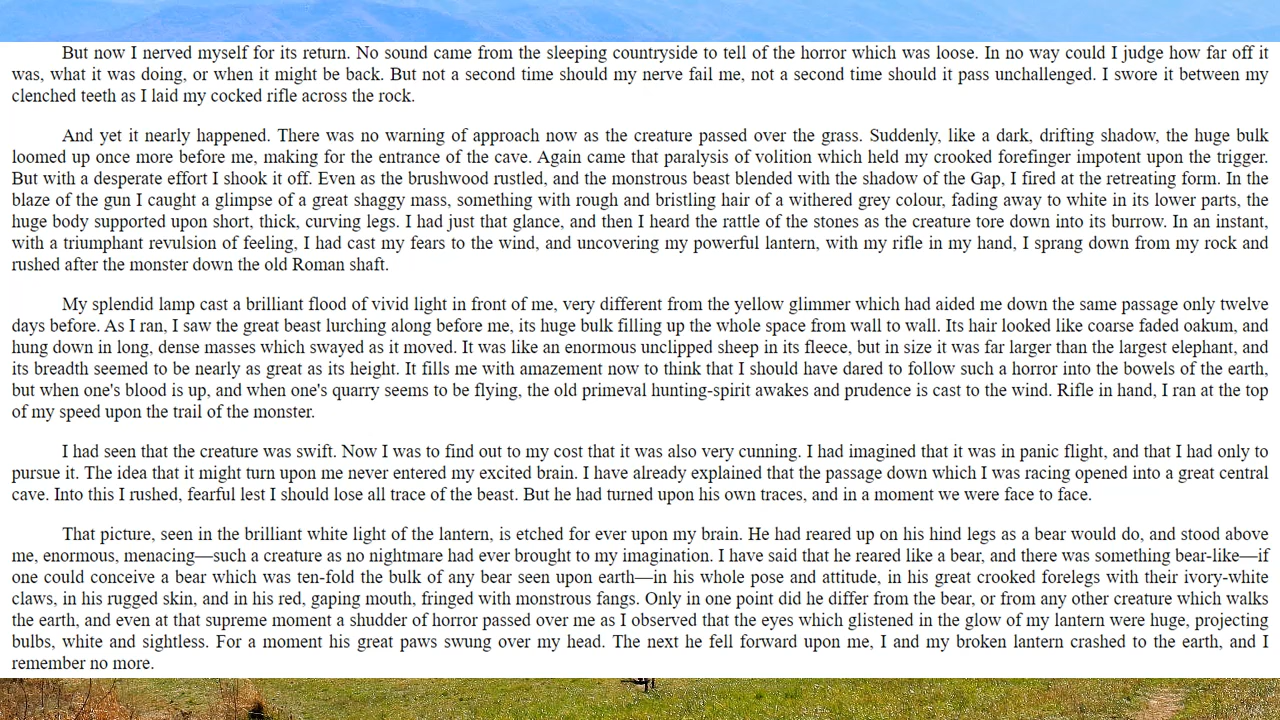 But now I nerved myself for its return. No sound came from the sleeping countryside to tell of the horror which was loose. In no way could I judge how far off it
was, what it was doing, or when it might be back. But not a second time should my nerve fail me, not a second time should it pass unchallenged. I swore it between my
clenched teeth as I laid my cocked rifle across the rock.
And yet it nearly happened. There was no warning of approach now as the creature passed over the grass. Suddenly, like a dark, drifting shadow, the huge bulk
loomed up once more before me, making for the entrance of the cave. Again came that paralysis of volition which held my crooked forefinger impotent upon the trigger.
But with a desperate effort I shook it off. Even as the brushwood rustled, and the monstrous beast blended with the shadow of the Gap, I fired at the retreating form. In the
blaze of the gun I caught a glimpse of a great shaggy mass, something with rough and bristling hair of a withered grey colour, fading away to white in its lower parts, the
huge body supported upon short, thick, curving legs. I had just that glance, and then I heard the rattle of the stones as the creature tore down into its burrow. In an instant,
with a triumphant revulsion of feeling, I had cast my fears to the wind, and uncovering my powerful lantern, with my rifle in my hand, I sprang down from my rock and
rushed after the monster down the old Roman shaft.
My splendid lamp cast a brilliant flood of vivid light in front of me, very different from the yellow glimmer which had aided me down the same passage only twelve
days before. As I ran, I saw the great beast lurching along before me, its huge bulk filling up the whole space from wall to wall. Its hair looked like coarse faded oakum, and
hung down in long, dense masses which swayed as it moved. It was like an enormous unclipped sheep in its fleece, but in size it was far larger than the largest elephant, and
its breadth seemed to be nearly as great as its height. It fills me with amazement now to think that I should have dared to follow such a horror into the bowels of the earth,
but when one's blood is up, and when one's quarry seems to be flying, the old primeval hunting-spirit awakes and prudence is cast to the wind. Rifle in hand, I ran at the top
of my speed upon the trail of the monster.
I had seen that the creature was swift. Now I was to find out to my cost that it was also very cunning. I had imagined that it was in panic flight, and that I had only to
pursue it. The idea that it might turn upon me never entered my excited brain. I have already explained that the passage down which I was racing opened into a great central
cave. Into this I rushed, fearful lest I should lose all trace of the beast. But he had turned upon his own traces, and in a moment we were face to face.
That picture, seen in the brilliant white light of the lantern, is etched for ever upon my brain. He had reared up on his hind legs as a bear would do, and stood above
me, enormous, menacing—such a creature as no nightmare had ever brought to my imagination. I have said that he reared like a bear, and there was something bear-like—if
one could conceive a bear which was ten-fold the bulk of any bear seen upon earth—in his whole pose and attitude, in his great crooked forelegs with their ivory-white
claws, in his rugged skin, and in his red, gaping mouth, fringed with monstrous fangs. Only in one point did he differ from the bear, or from any other creature which walks
the earth, and even at that supreme moment a shudder of horror passed over me as I observed that the eyes which glistened in the glow of my lantern were huge, projecting
bulbs, white and sightless. For a moment his great paws swung over my head. The next he fell forward upon me, I and my broken lantern crashed to the earth, and I
remember no more.